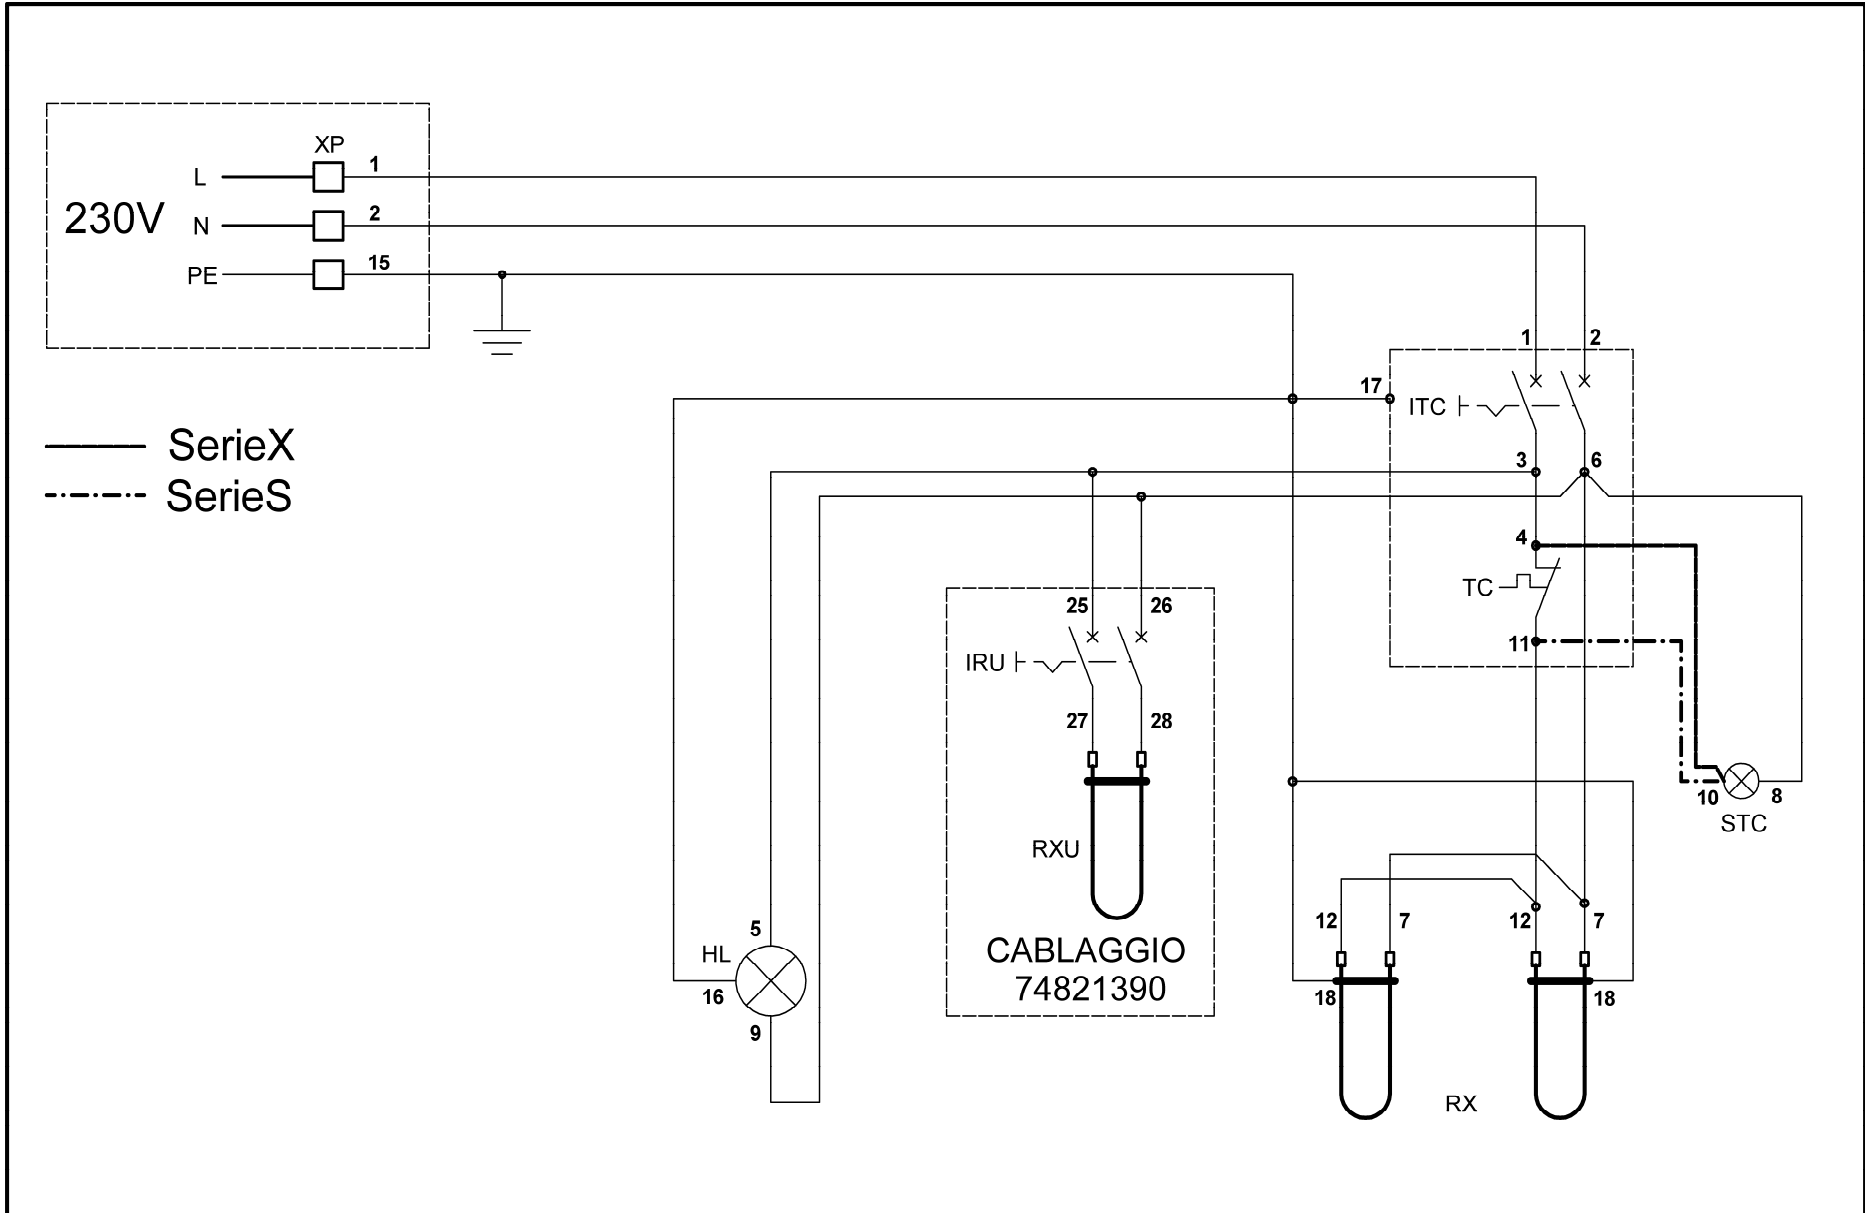 XP
L 1
230V
N 2
PE 15
1 2
17
ITC
SerieX
SerieS
3 6
4
TC
11
25 26
IRU
27 28
10 8
STC
RXU
12 7 12 7
5
HL
16
9
CABLAGGIO
74821390
18 18
RX